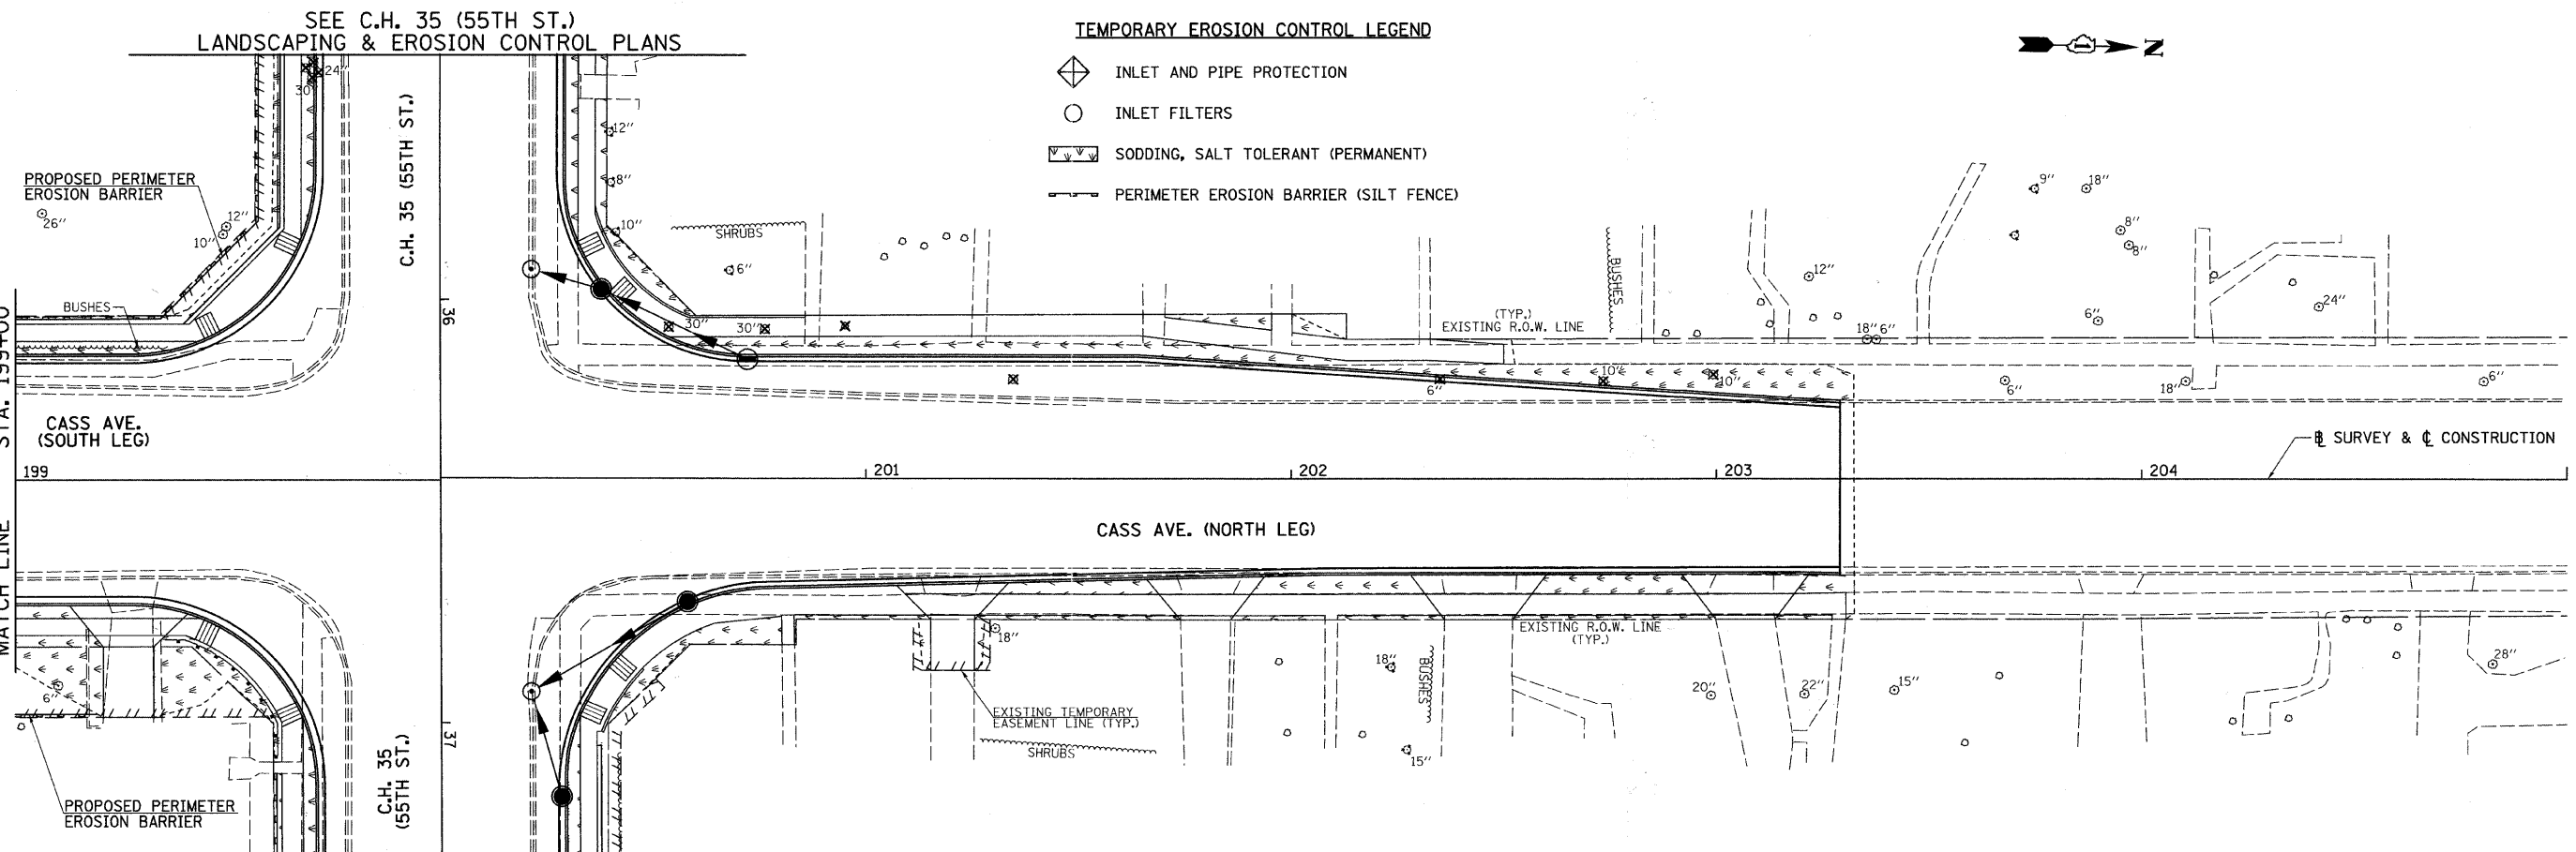 SEE C.H. 35 (55TH ST.)
LANDSCAPING & EROSION CONTROL PLANS
TEMPORARY EROSION CONTROL LEGEND
INLET AND PIPE PROTECTION
INLET FILTERS
SODDING, SALT TOLERANT (PERMANENT)
PERIMETER EROSION BARRIER (SILT FENCE)
N
24"
30"
C.H. 35 (55TH ST.)
12"
8"
10"
PROPOSED PERIMETER
EROSION BARRIER
26"
12"
10"
BUSHES
SHRUBS
6"
30"
30"
36
BUSHES
(TYP.)
EXISTING R.O.W. LINE
12"
9"
18"
8"
8"
6"
24"
18" 6"
6"
10"
10"
6"
18"
6"
MATCH LINE STA. 199+00
CASS AVE.
(SOUTH LEG)
199
201
202
203
204
℄ SURVEY & ℄ CONSTRUCTION
CASS AVE. (NORTH LEG)
EXISTING R.O.W. LINE
(TYP.)
18"
18"
BUSHES
20"
22"
15"
28"
6"
EXISTING TEMPORARY
EASEMENT LINE (TYP.)
SHRUBS
15"
37
C.H. 35
(55TH ST.)
PROPOSED PERIMETER
EROSION BARRIER